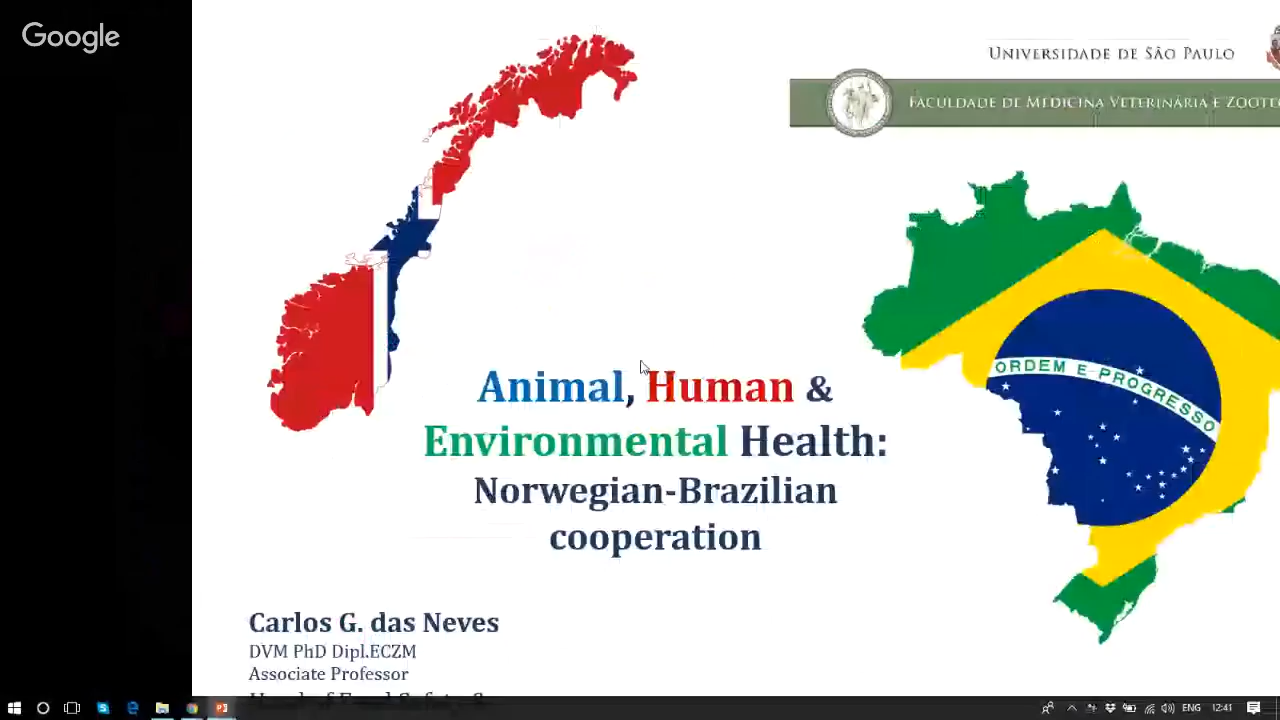 Google
UNIVERSIDADE DE SÃO PAULO
FACULDADE DE MEDICINA VETERINÁRIA E ZOOTE
ORDEM E PROGRESSO
Animal, Human &
Environmental Health:
Norwegian-Brazilian
cooperation
Carlos G. das Neves
DVM PhD Dipl.ECZM
Associate Professor
ENG
12:41